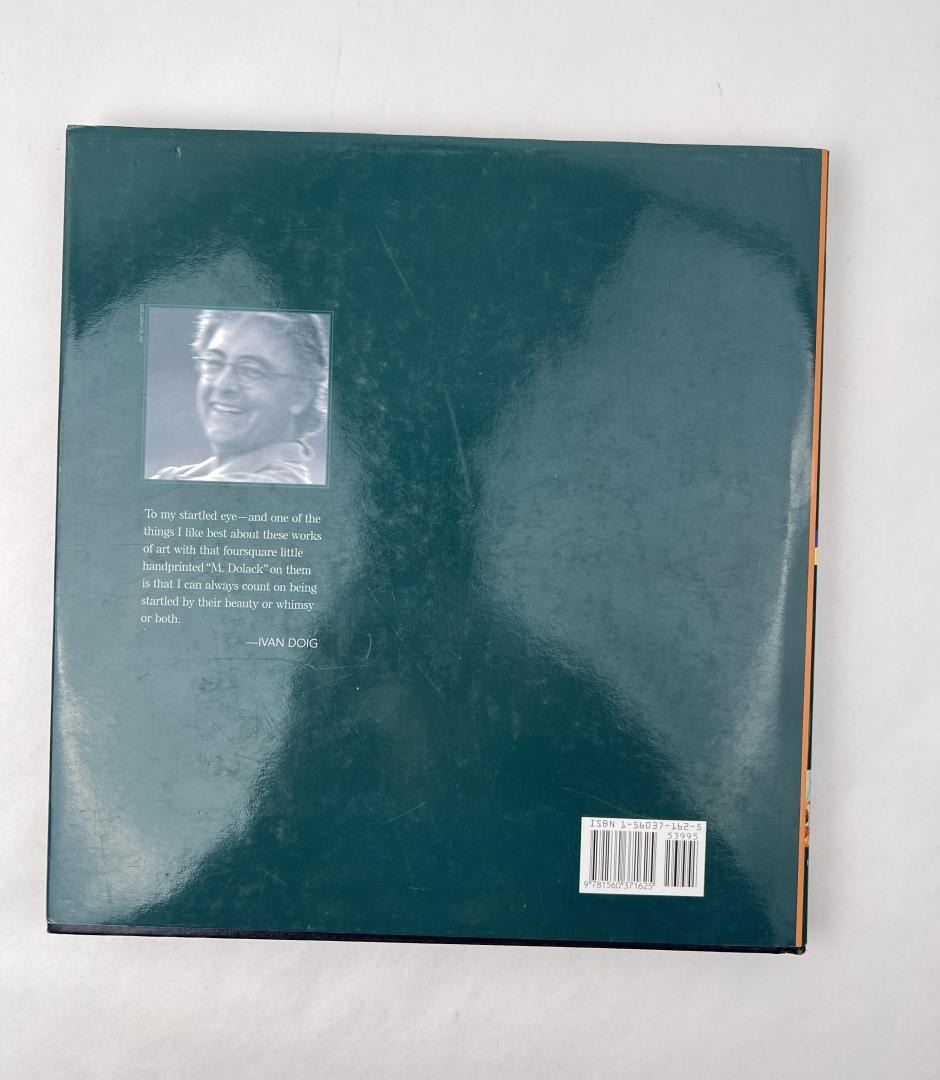 To my startled eye—and one of the
things I like best about these works
of art with that foursquare little
handprinted “M. Dolack” on them
is that I can always count on being
startled by their beauty or whimsy
or both.
—IVAN DOIG
ISBN 1-56037-162-5
53995
9 781560 371625